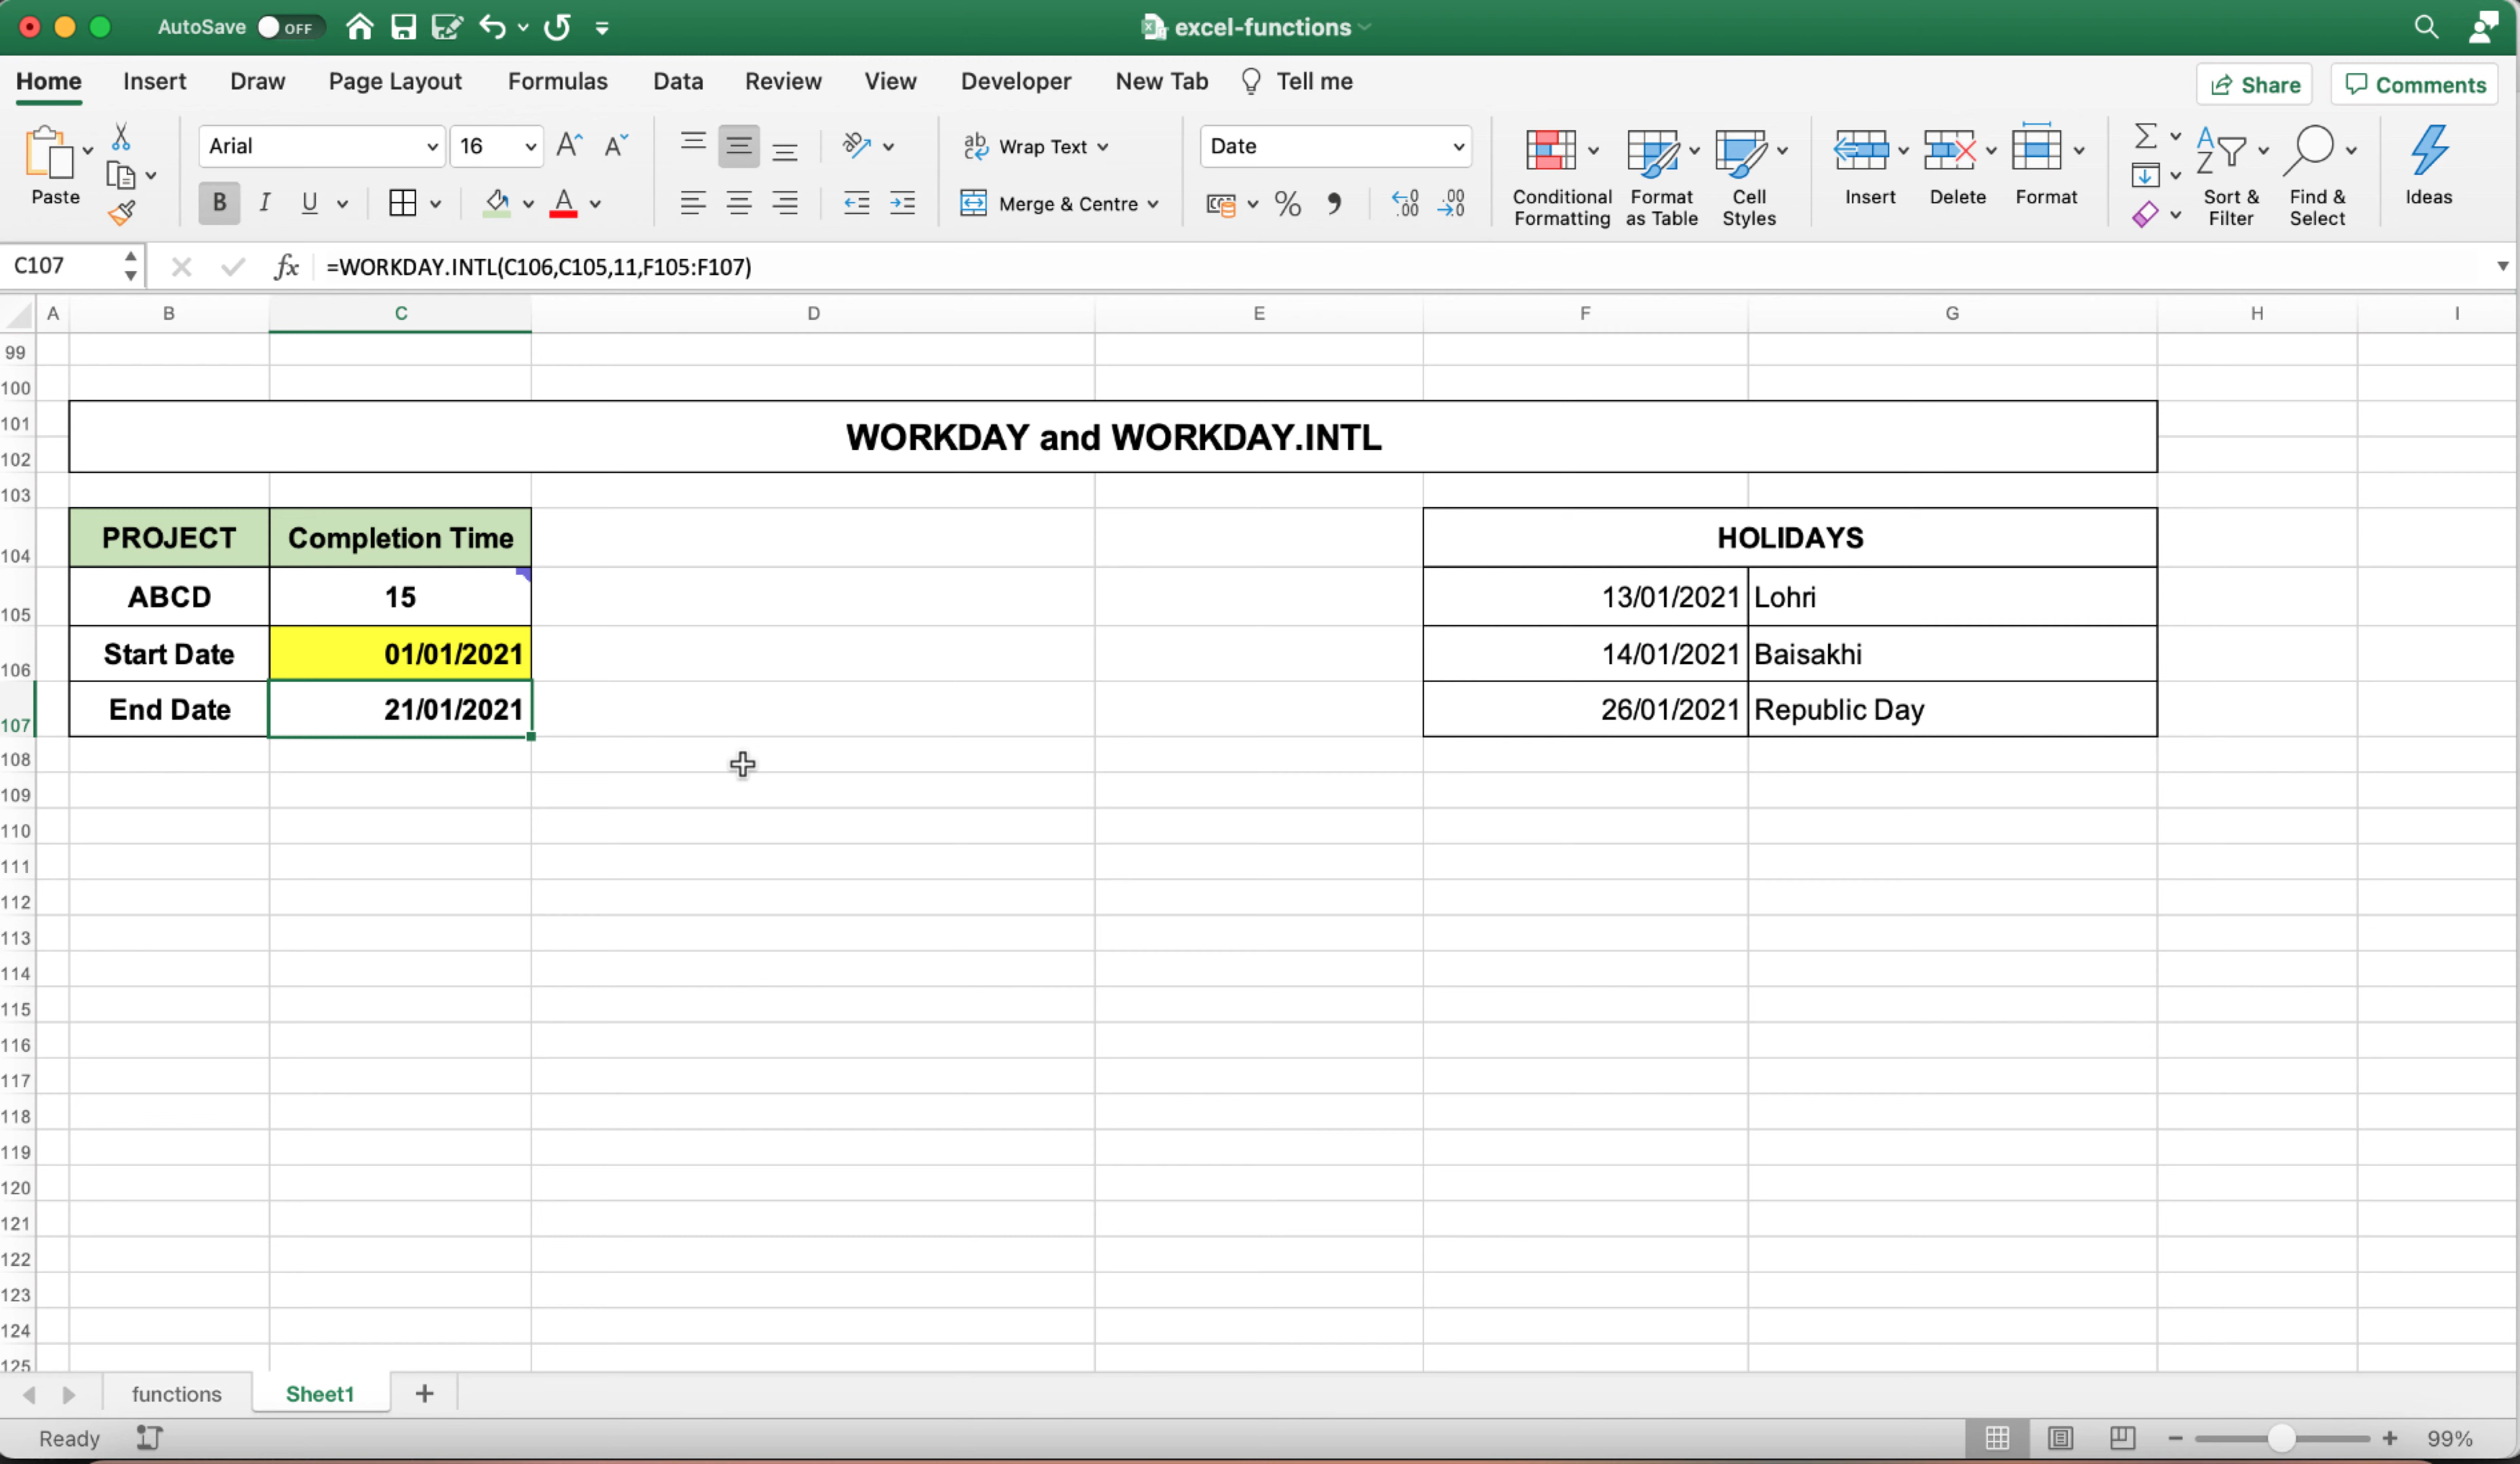 AutoSave OFF excel-functions
Home Insert Draw Page Layout Formulas Data Review View Developer New Tab Tell me Share Comments
Paste Arial 16 Wrap Text Date Conditional Formatting Format as Table Cell Styles Insert Delete Format Sort & Filter Find & Select Ideas
B I U Merge & Centre %
C107 fx =WORKDAY.INTL(C106,C105,11,F105:F107)
A B C D E F G H I
99
100
101 WORKDAY and WORKDAY.INTL
102
103
104 PROJECT Completion Time HOLIDAYS
105 ABCD 15 13/01/2021 Lohri
106 Start Date 01/01/2021 14/01/2021 Baisakhi
107 End Date 21/01/2021 26/01/2021 Republic Day
108
109
110
111
112
113
114
115
116
117
118
119
120
121
122
123
124
125
functions Sheet1 +
Ready 99%